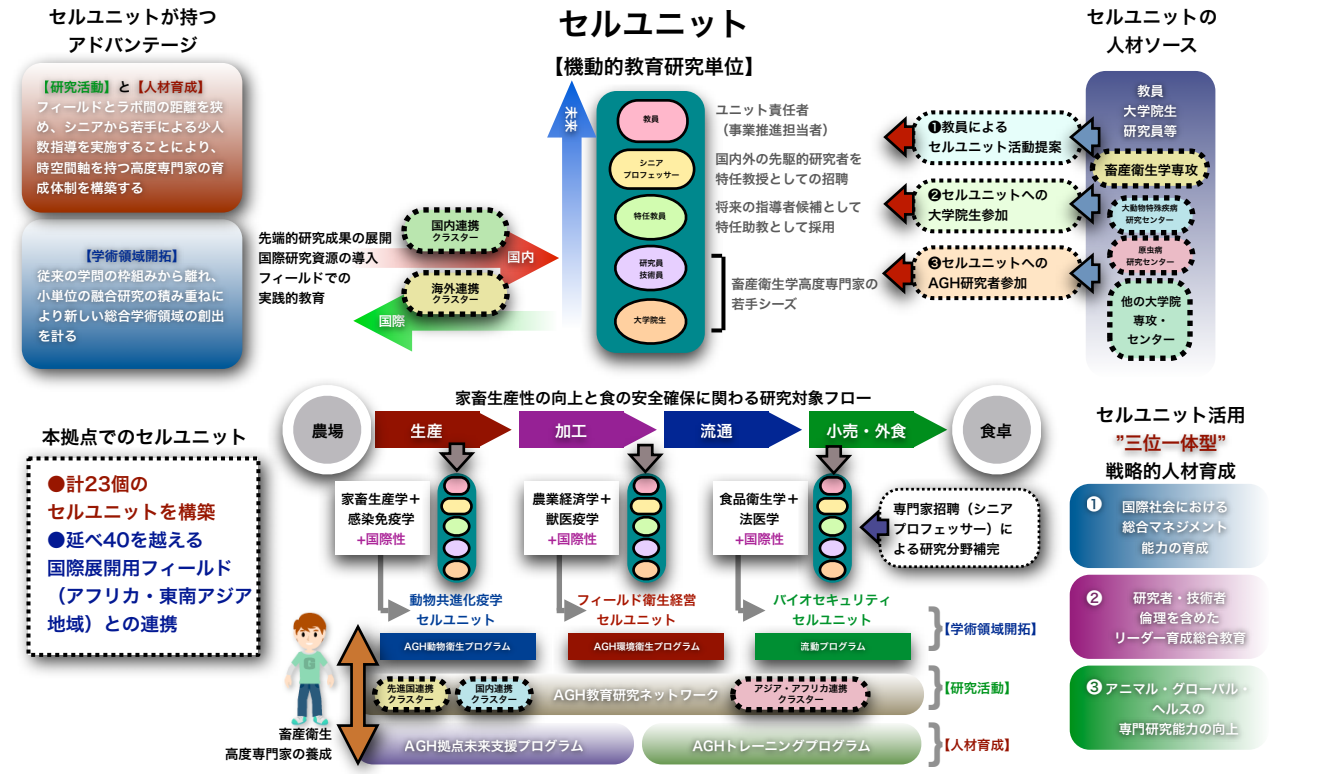 セルユニットが持つ
アドバンテージ
【研究活動】と【人材育成】
フィールドとラボ間の距離を狭
め、シニアから若手による少人
数指導を実施することにより、
時空間軸を持つ高度専門家の育
成体制を構築する
【学術領域開拓】
従来の学問の枠組みから離れ、
小単位の融合研究の積み重ねに
より新しい総合学術領域の創出
を計る
セルユニット
【機動的教育研究単位】
未来
教員
シニア
プロフェッサー
特任教員
研究員
技術員
大学院生
ユニット責任者
（事業推進担当者）
国内外の先駆的研究者を
特任教授としての招聘
将来の指導者候補として
特任助教として採用
畜産衛生学高度専門家の
若手シーズ
先端的研究成果の展開
国際研究資源の導入
フィールドでの
実践的教育
国内連携
クラスター
国内
海外連携
クラスター
国際
❶教員による
セルユニット活動提案
❷セルユニットへの
大学院生参加
❸セルユニットへの
AGH研究者参加
セルユニットの
人材ソース
教員
大学院生
研究員等
畜産衛生学専攻
大動物特殊疾病
研究センター
原虫病
研究センター
他の大学院
専攻・
センター
家畜生産性の向上と食の安全確保に関わる研究対象フロー
農場
生産
加工
流通
小売・外食
食卓
本拠点でのセルユニット
●計23個の
セルユニットを構築
●延べ40を越える
国際展開用フィールド
（アフリカ・東南アジア
地域）との連携
家畜生産学＋
感染免疫学
+国際性
農業経済学＋
獣医疫学
+国際性
食品衛生学＋
法医学
+国際性
専門家招聘（シニア
プロフェッサー）に
よる研究分野補完
動物共進化疫学
セルユニット
フィールド衛生経営
セルユニット
バイオセキュリティ
セルユニット
AGH動物衛生プログラム
AGH環境衛生プログラム
流動プログラム
【学術領域開拓】
先進国連携
クラスター
国内連携
クラスター
AGH教育研究ネットワーク
アジア・アフリカ連携
クラスター
【研究活動】
G
畜産衛生
高度専門家の養成
AGH拠点未来支援プログラム
AGHトレーニングプログラム
【人材育成】
セルユニット活用
”三位一体型”
戦略的人材育成
❶ 国際社会における
総合マネジメント
能力の育成
❷ 研究者・技術者
倫理を含めた
リーダー育成総合教育
❸ アニマル・グローバル・
ヘルスの
専門研究能力の向上